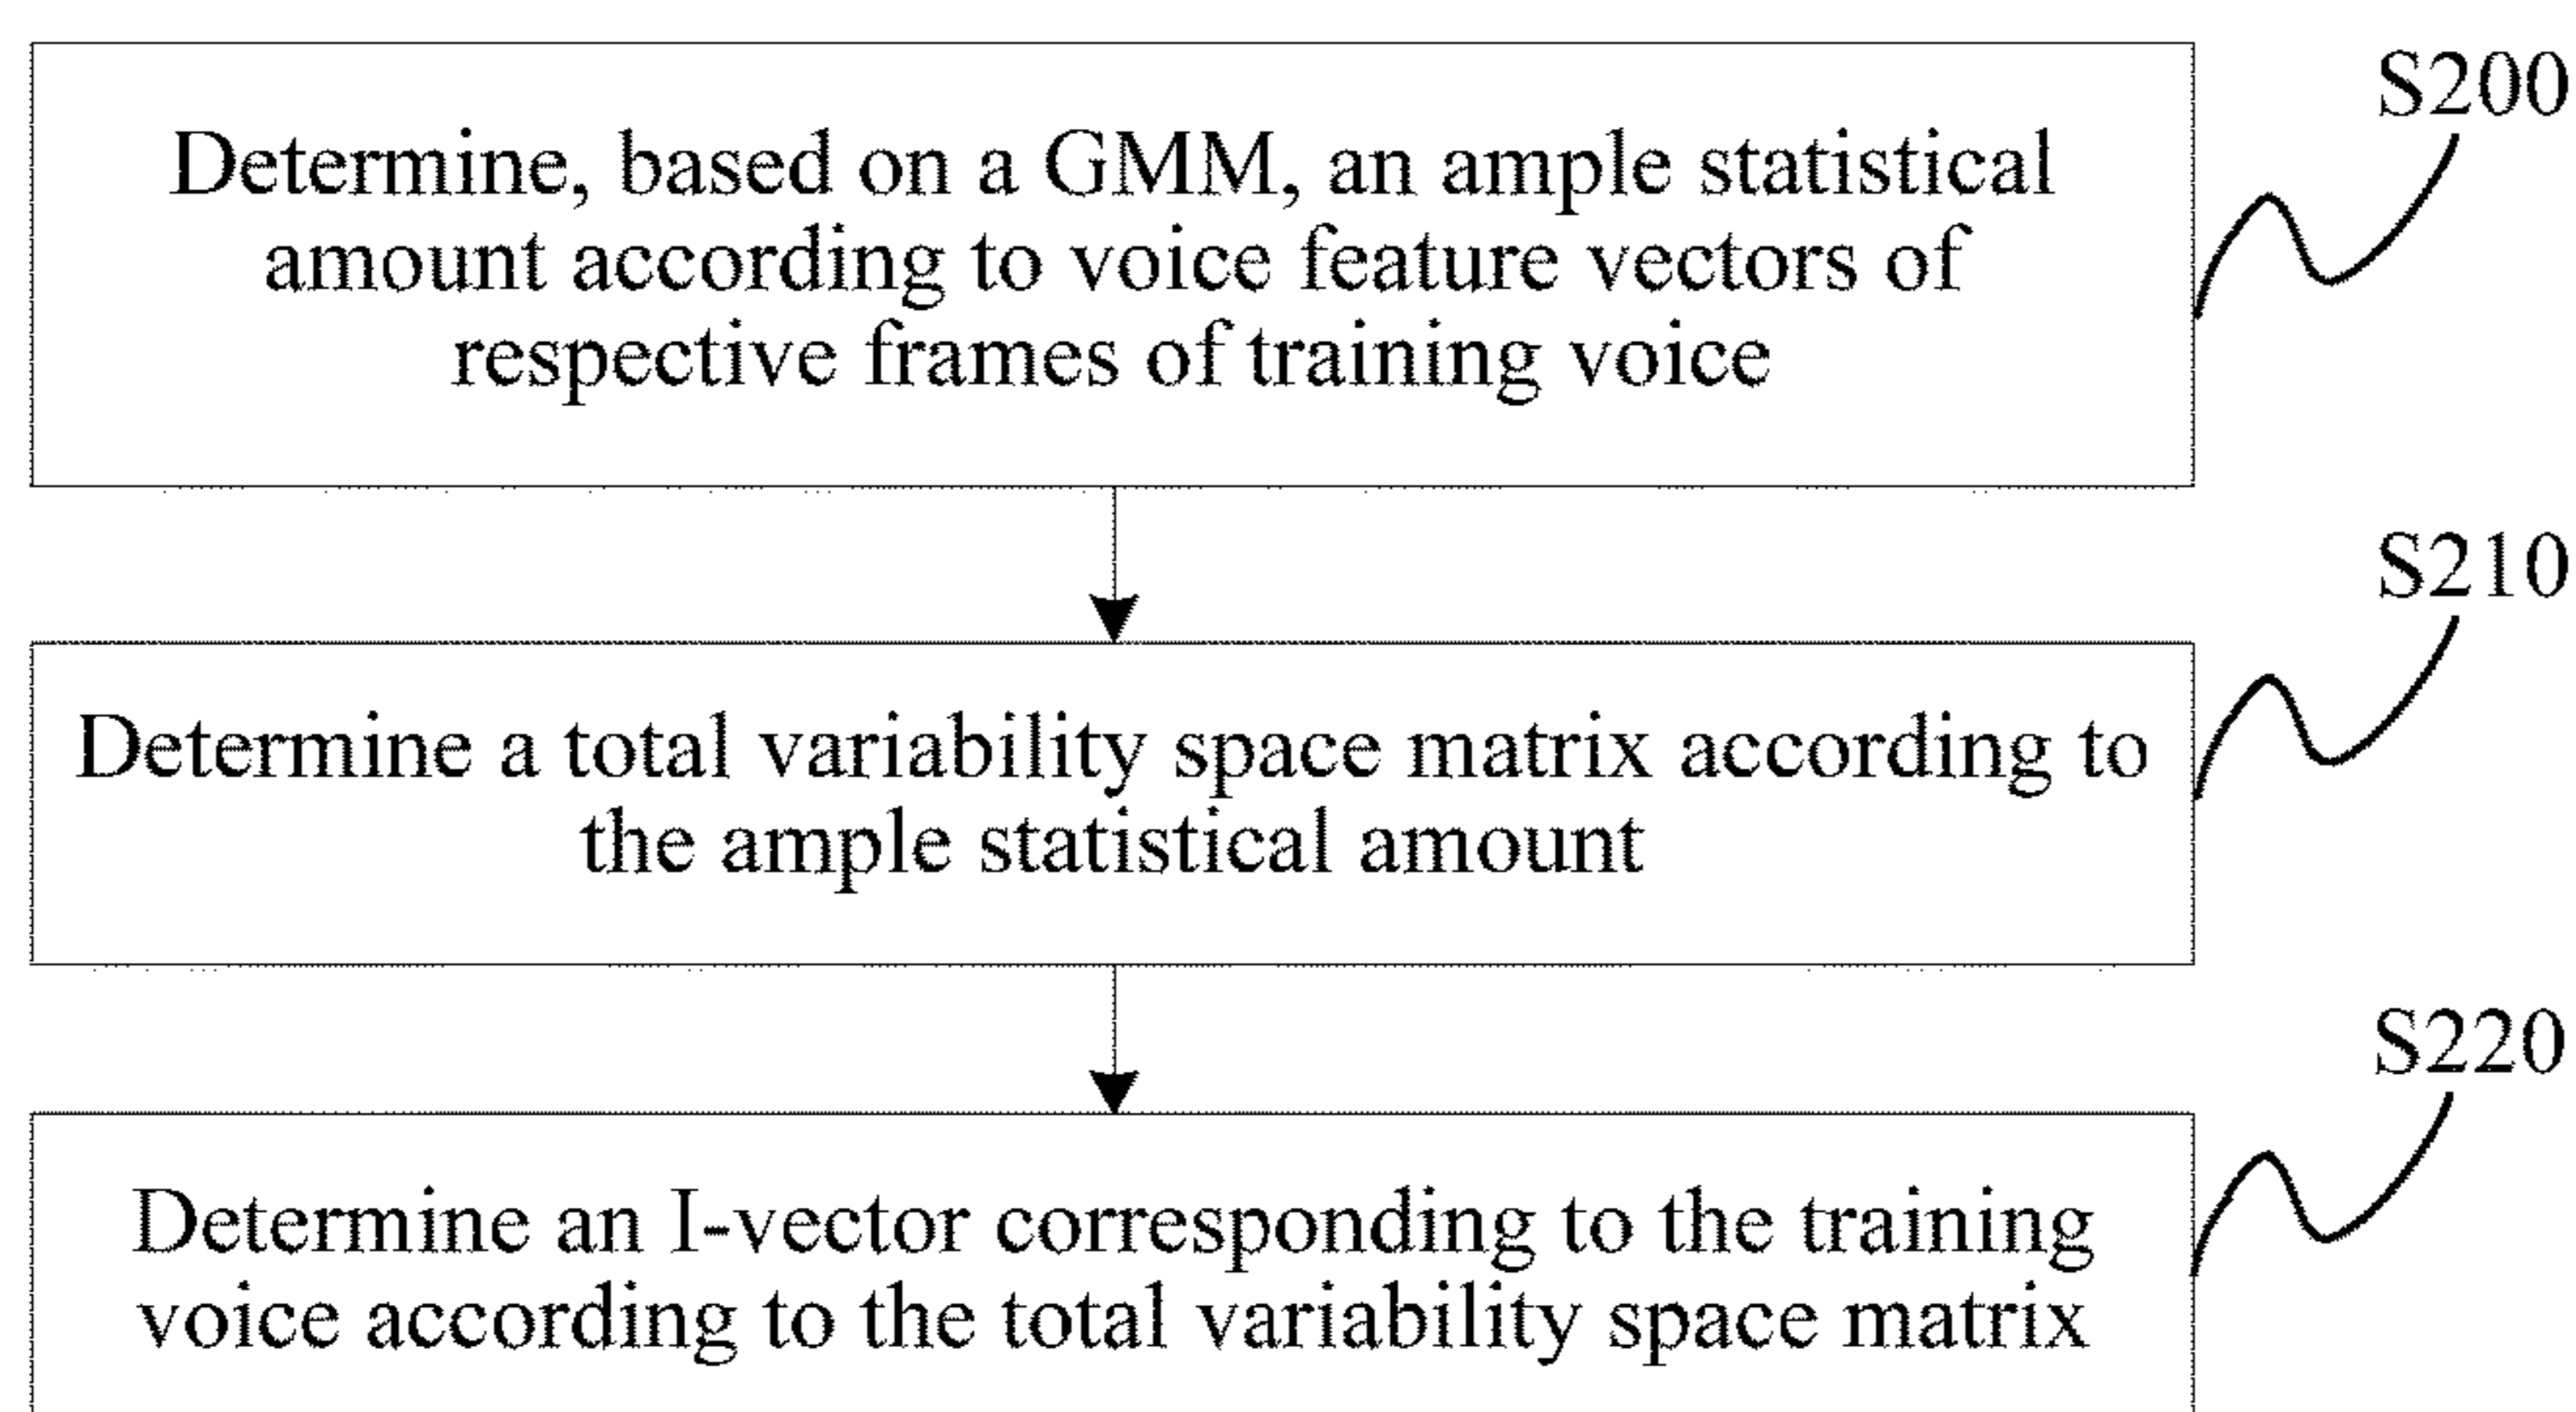 S200
Determine, based on a GMM, an ample statistical
amount according to voice feature vectors of
respective frames of training voice
S210
Determine a total variability space matrix according to
the ample statistical amount
S220
Determine an I-vector corresponding to the training
voice according to the total variability space matrix